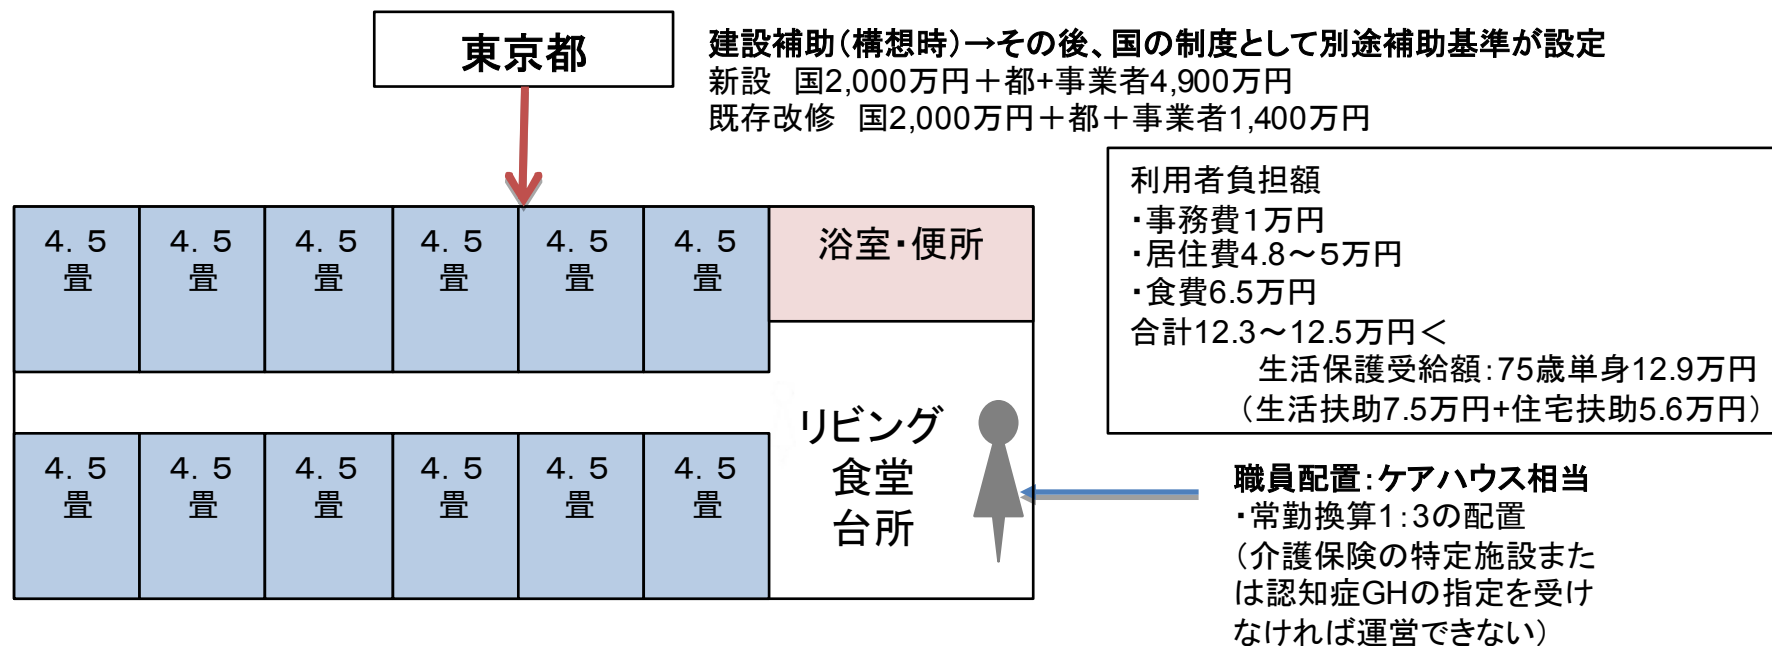 東京都
建設補助（構想時）→その後、国の制度として別途補助基準が設定
新設　国2,000万円＋都+事業者4,900万円
既存改修　国2,000万円＋都＋事業者1,400万円
利用者負担額
・事務費１万円
・居住費4.8～5万円
・食費6.5万円
合計12.3～12.5万円＜
生活保護受給額：75歳単身12.9万円
（生活扶助7.5万円+住宅扶助5.6万円）
４．５
畳
４．５
畳
４．５
畳
４．５
畳
４．５
畳
４．５
畳
浴室・便所
リビング
食堂
台所
４．５
畳
４．５
畳
４．５
畳
４．５
畳
４．５
畳
４．５
畳
職員配置：ケアハウス相当
・常勤換算1：3の配置
（介護保険の特定施設また
は認知症GHの指定を受け
なければ運営できない）